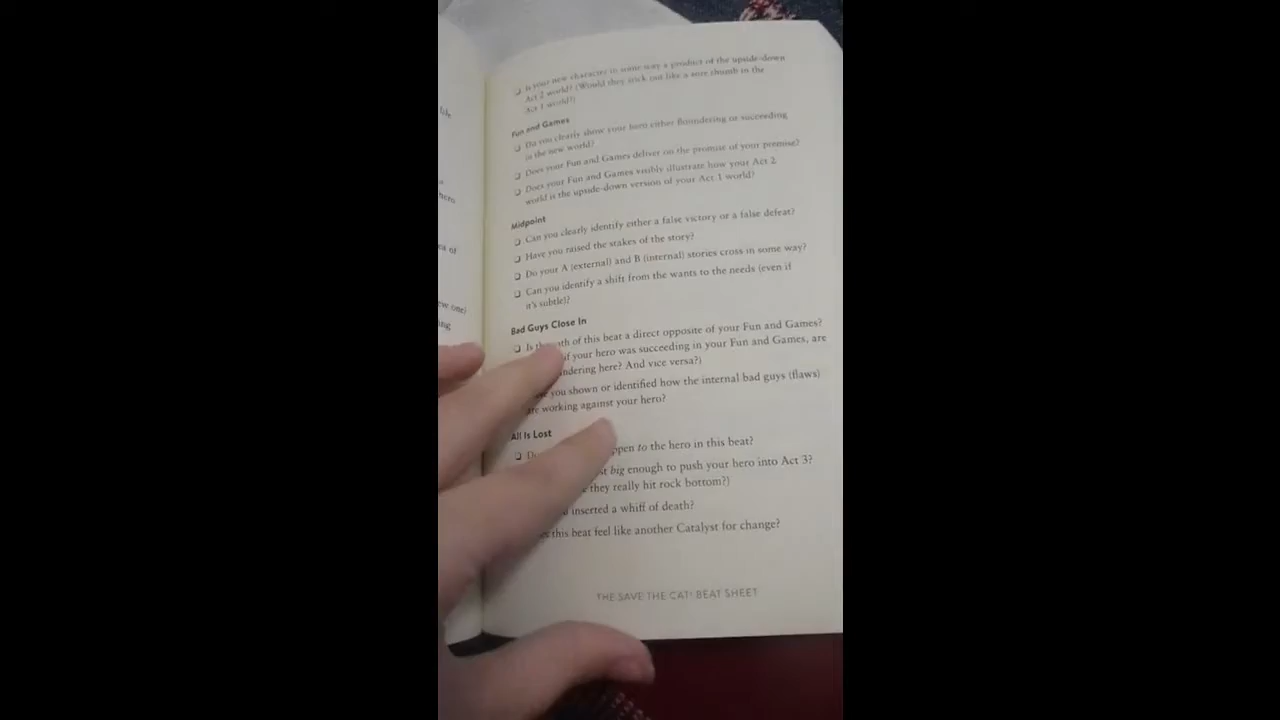 ❏ Is your new character in some way a product of the upside-down
Act 2 world? (Would they stick out like a sore thumb in the
Act 1 world?)
Fun and Games
❏ Do you clearly show your hero either floundering or succeeding
in the new world?
❏ Does your Fun and Games deliver on the promise of your premise?
❏ Does your Fun and Games visibly illustrate how your Act 2
world is the upside-down version of your Act 1 world?
Midpoint
❏ Can you clearly identify either a false victory or a false defeat?
❏ Have you raised the stakes of the story?
❏ Do your A (external) and B (internal) stories cross in some way?
❏ Can you identify a shift from the wants to the needs (even if
it's subtle)?
Bad Guys Close In
❏ Is of this beat a direct opposite of your Fun and Games?
if your hero was succeeding in your Fun and Games, are
here? And vice versa?)
you shown or identified how the internal bad guys (flaws)
are working against your hero?
All Is Lost
❏ to the hero in this beat?
big enough to push your hero into Act 3?
they really hit rock bottom?)
inserted a whiff of death?
this beat feel like another Catalyst for change?
THE SAVE THE CAT! BEAT SHEET
hero
of
one)